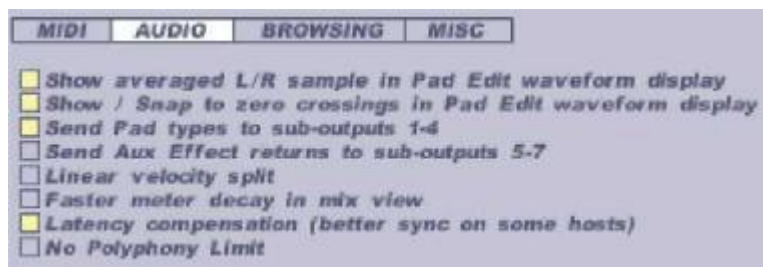 MIDI AUDIO BROWSING MISC
Show averaged L/R sample in Pad Edit waveform display
Show / Snap to zero crossings in Pad Edit waveform display
Send Pad types to sub-outputs 1-4
Send Aux Effect returns to sub-outputs 5-7
Linear velocity split
Faster meter decay in mix view
Latency compensation (better sync on some hosts)
No Polyphony Limit